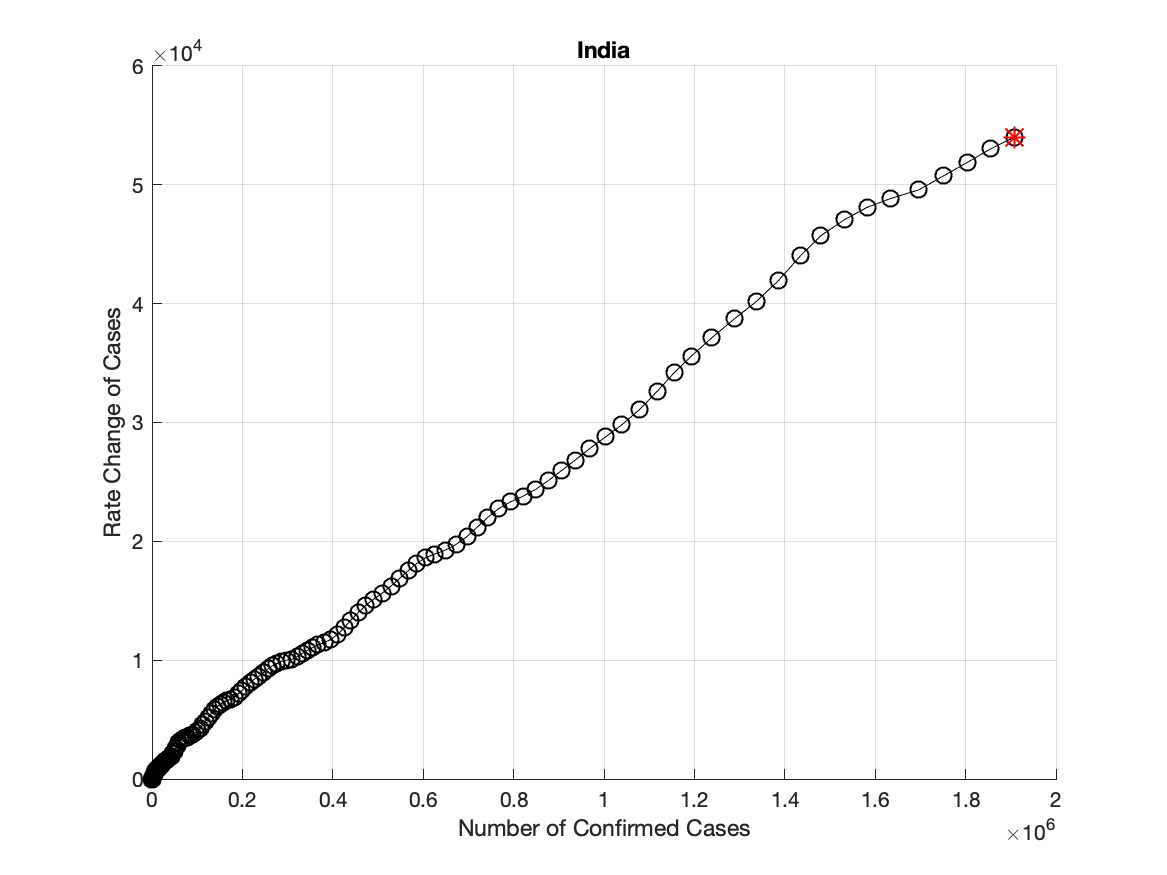 India
×10⁴
6
5
4
3
2
1
0
Rate Change of Cases
0 0.2 0.4 0.6 0.8 1 1.2 1.4 1.6 1.8 2
Number of Confirmed Cases
×10⁶